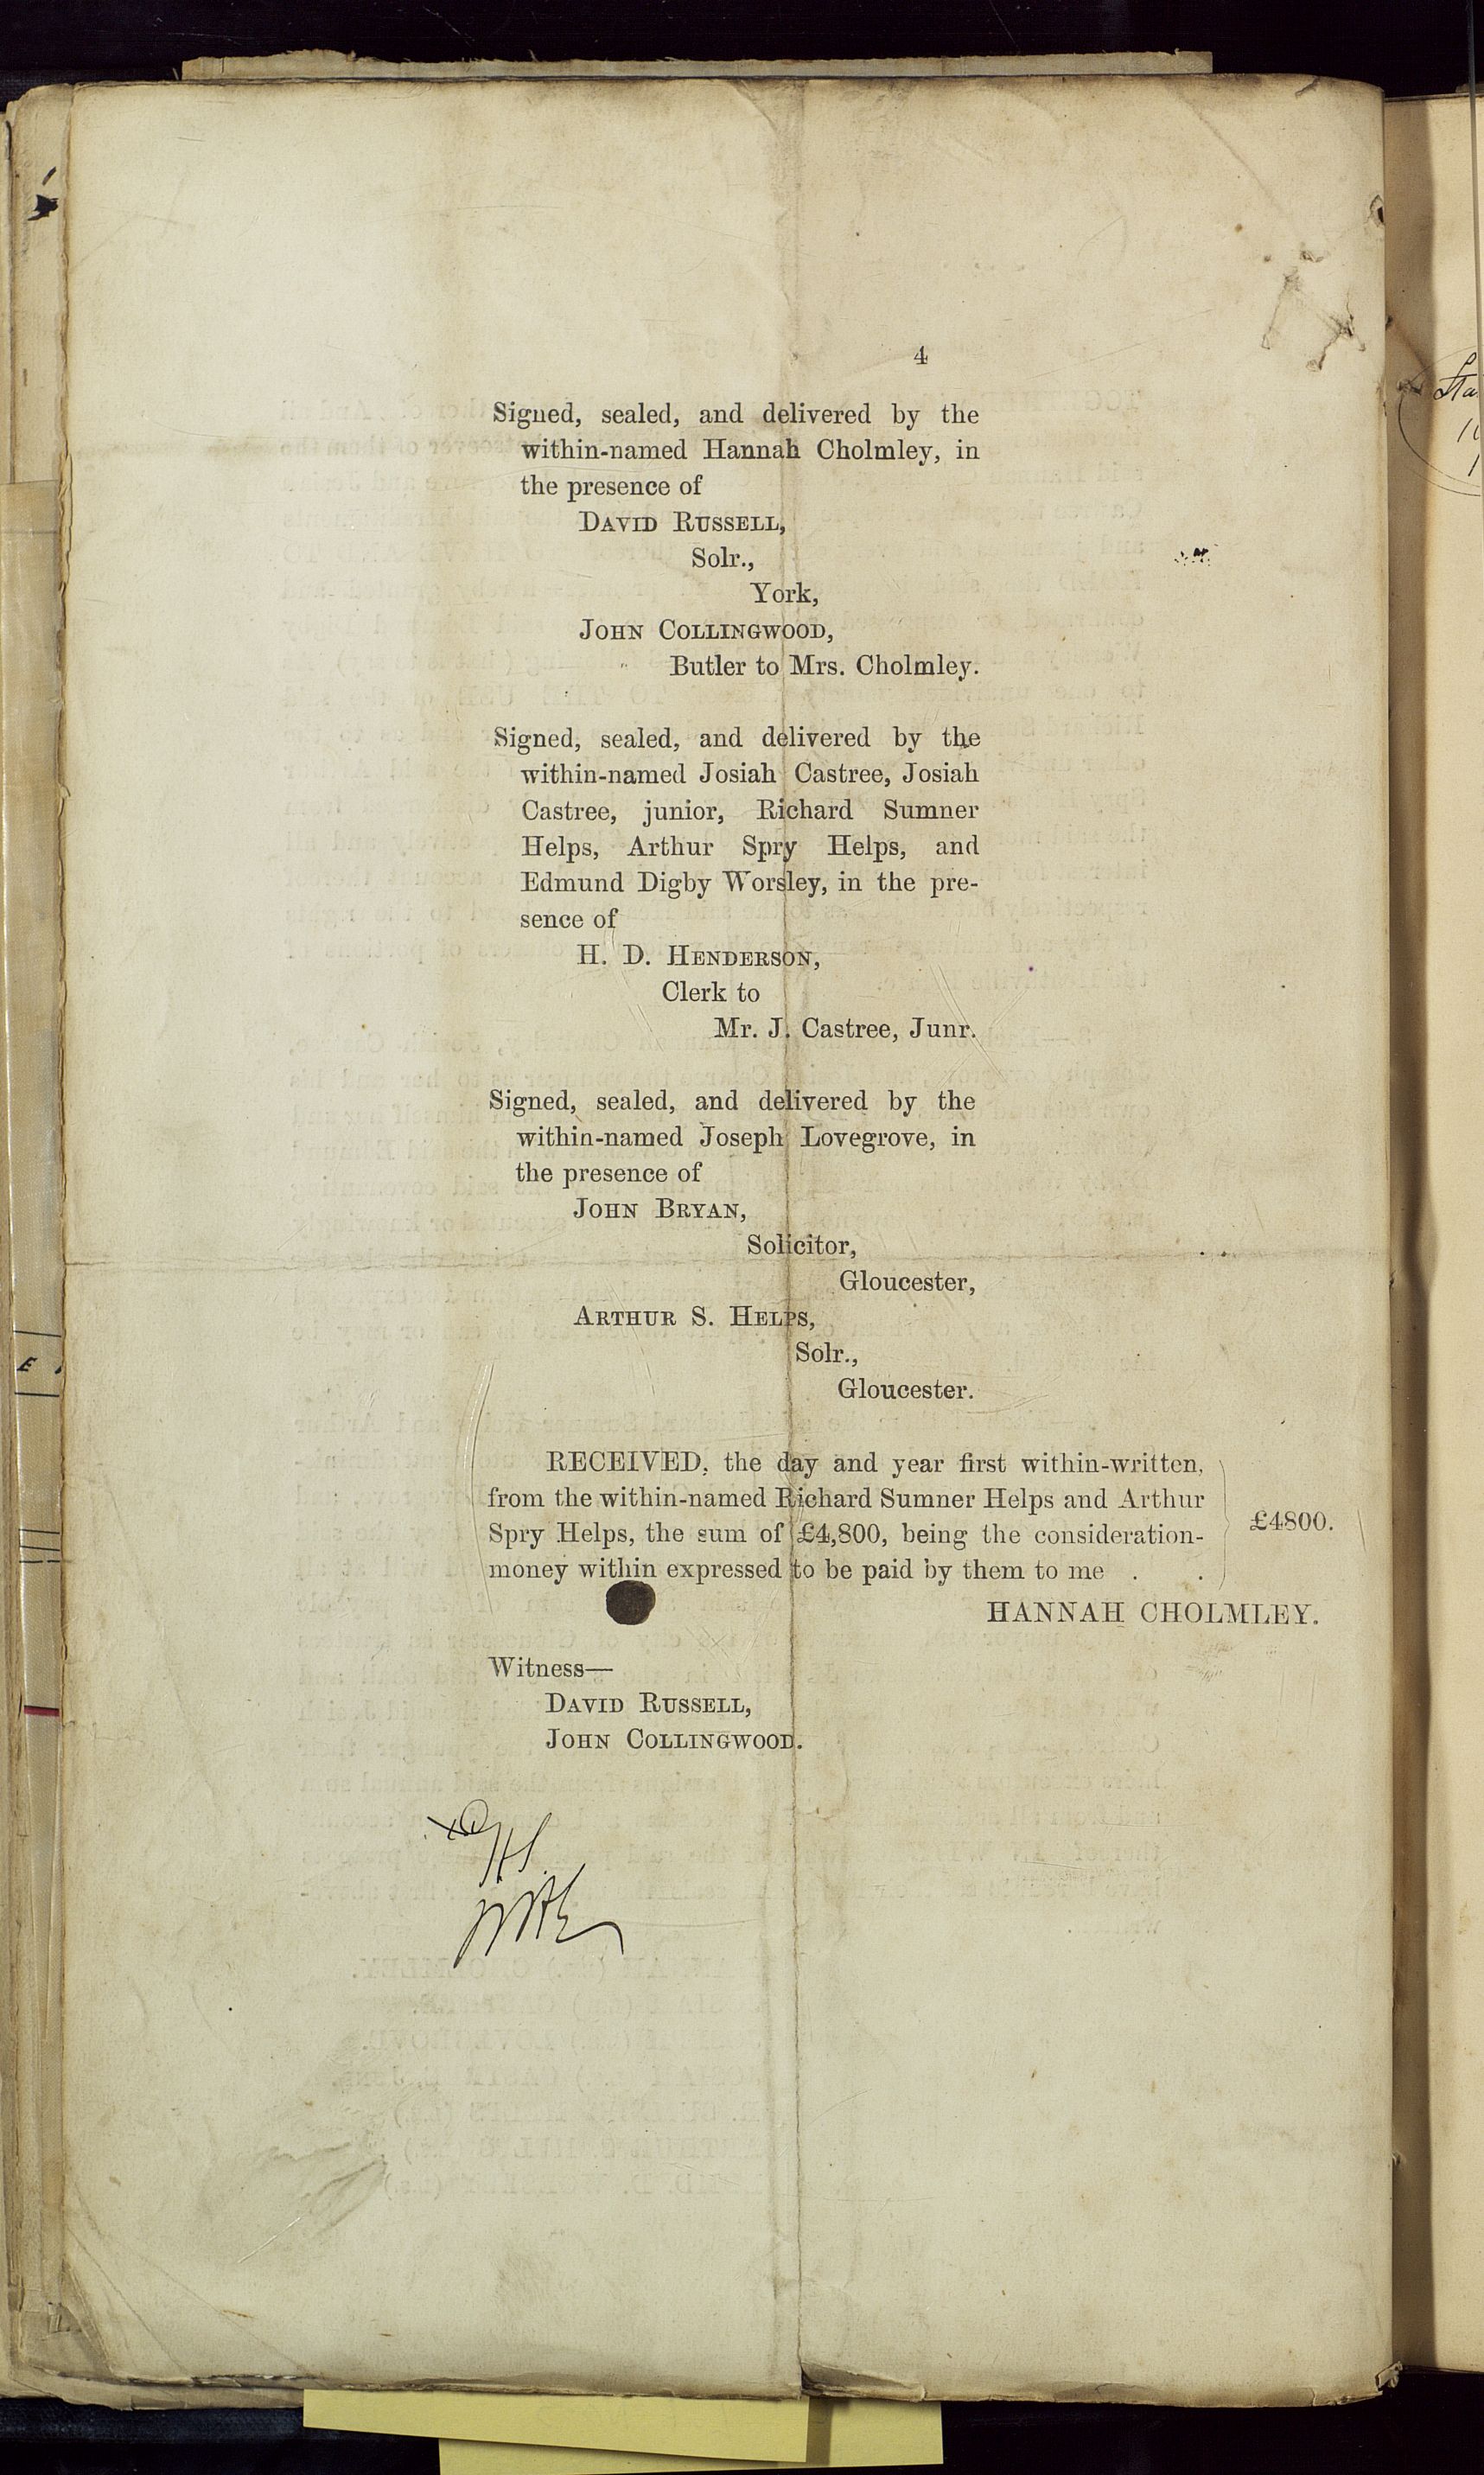 4
Signed, sealed, and delivered by the
within-named Hannah Cholmley, in
the presence of
DAVID RUSSELL,
Solr.,
York,
JOHN COLLINGWOOD,
Butler to Mrs. Cholmley.
Signed, sealed, and delivered by the
within-named Josiah Castree, Josiah
Castree, junior, Richard Sumner
Helps, Arthur Spry Helps, and
Edmund Digby Worsley, in the pre-
sence of
H. D. HENDERSON,
Clerk to
Mr. J. Castree, Junr.
Signed, sealed, and delivered by the
within-named Joseph Lovegrove, in
the presence of
JOHN BRYAN,
Solicitor,
Gloucester,
ARTHUR S. HELPS,
Solr.,
Gloucester.
RECEIVED, the day and year first within-written,
from the within-named Richard Sumner Helps and Arthur
Spry Helps, the sum of £4,800, being the consideration-
money within expressed to be paid by them to me . .
£4800.
HANNAH CHOLMLEY.
Witness—
DAVID RUSSELL,
JOHN COLLINGWOOD.